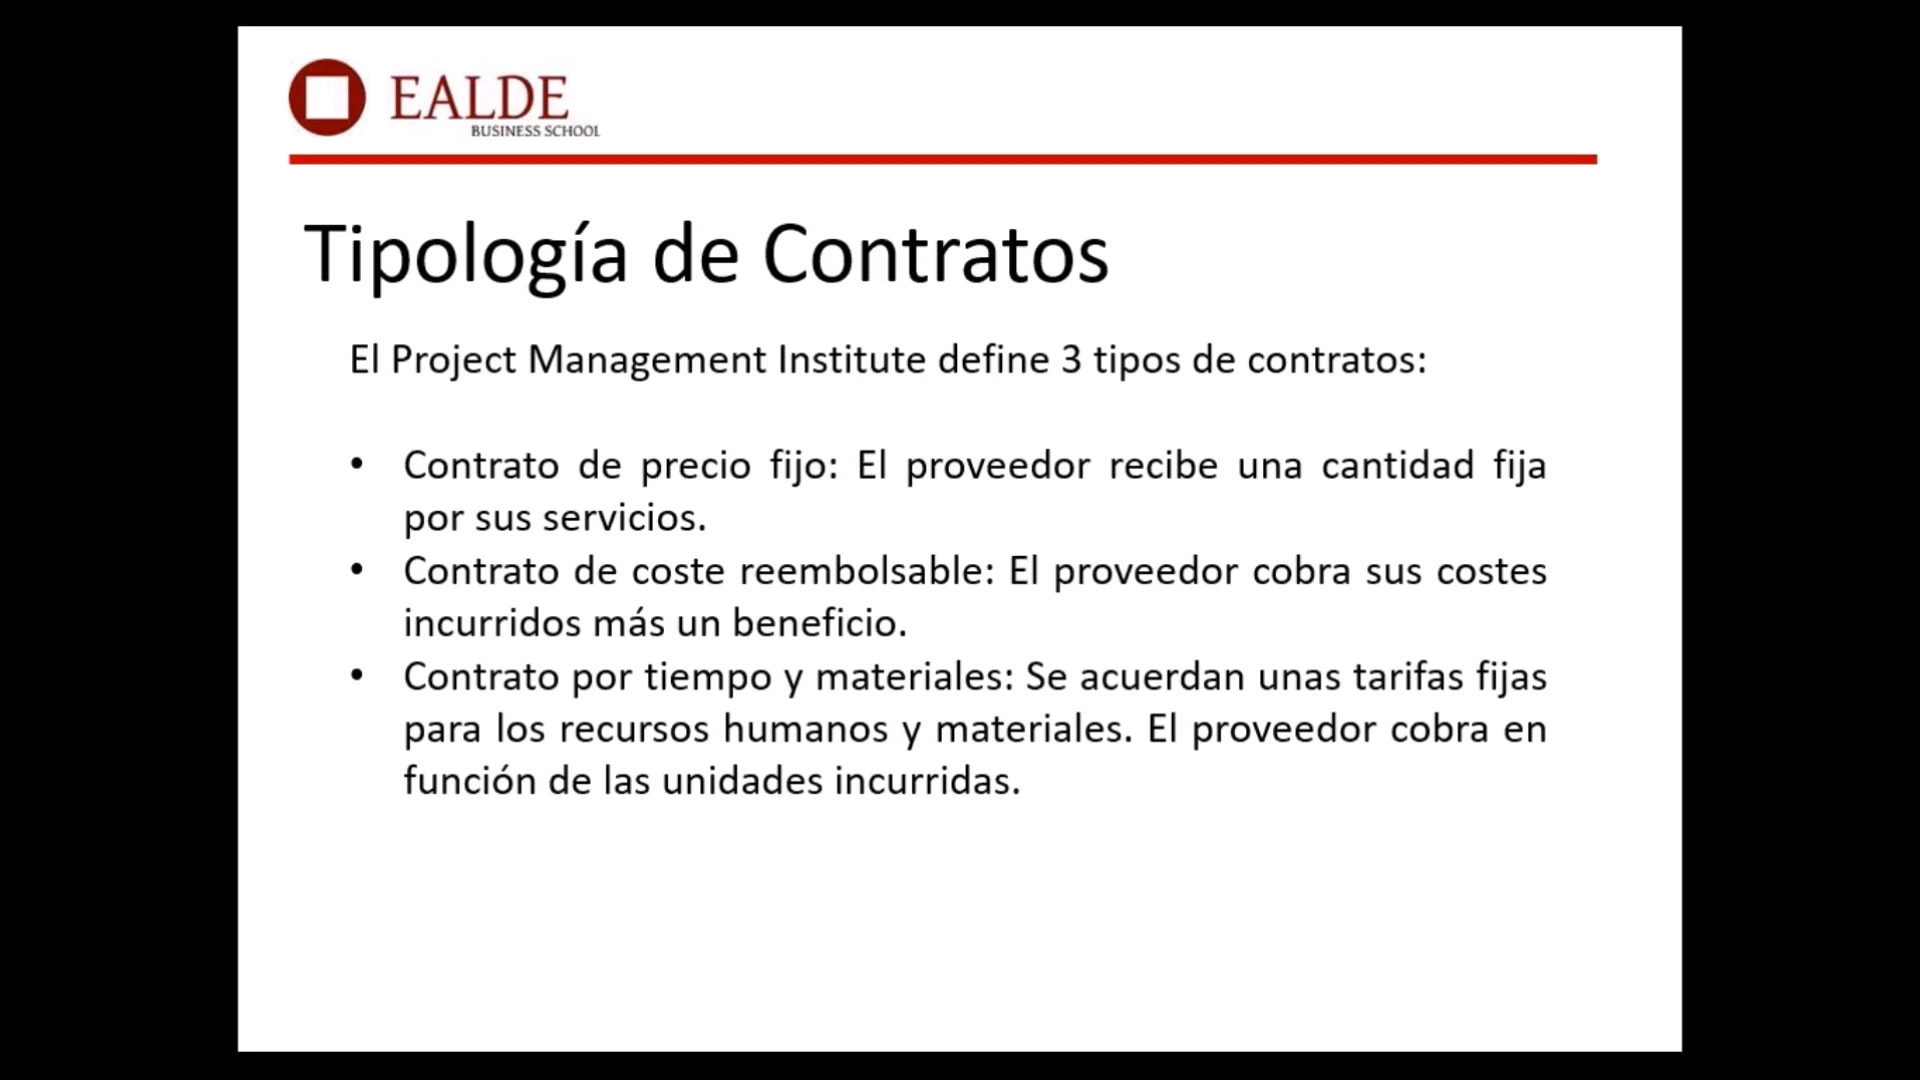 EALDE
BUSINESS SCHOOL
Tipología de Contratos
El Project Management Institute define 3 tipos de contratos:
• Contrato de precio fijo: El proveedor recibe una cantidad fija
por sus servicios.
• Contrato de coste reembolsable: El proveedor cobra sus costes
incurridos más un beneficio.
• Contrato por tiempo y materiales: Se acuerdan unas tarifas fijas
para los recursos humanos y materiales. El proveedor cobra en
función de las unidades incurridas.